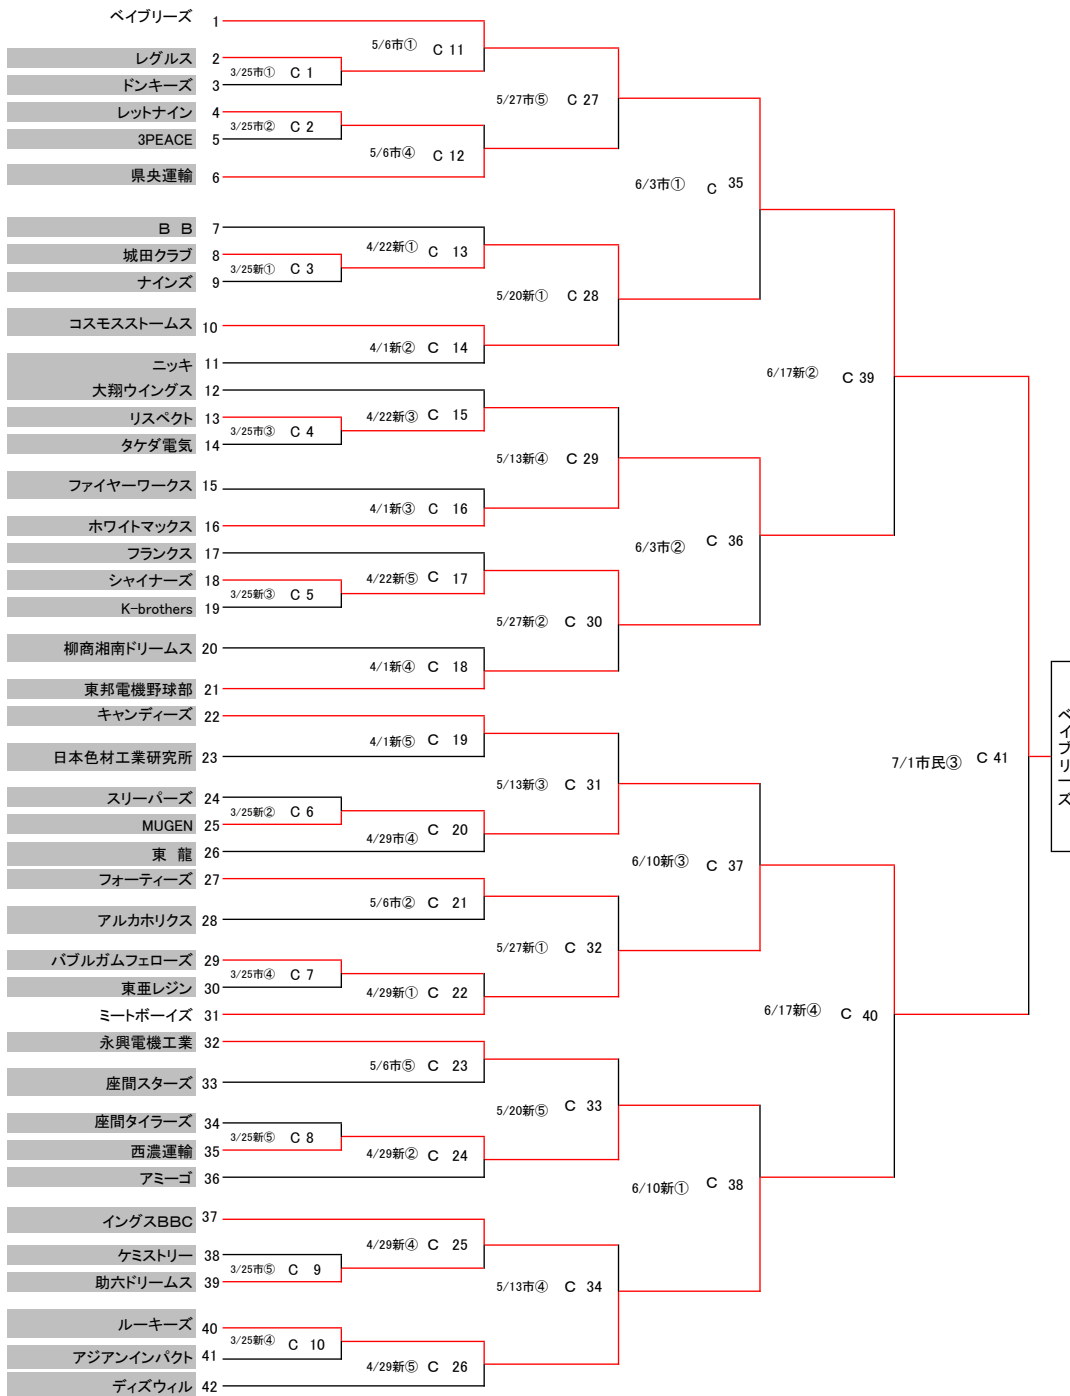 ベイブリーズ 1
レグルス 2
ドンキーズ 3
レットナイン 4
3PEACE 5
県央運輸 6
B B 7
城田クラブ 8
ナインズ 9
コスモスストームス 10
ニッキ 11
大翔ウイングス 12
リスペクト 13
タケダ電気 14
ファイヤーワークス 15
ホワイトマックス 16
フランクス 17
シャイナーズ 18
K-brothers 19
柳商湘南ドリームス 20
東邦電機野球部 21
キャンディーズ 22
日本色材工業研究所 23
スリーパーズ 24
MUGEN 25
東 龍 26
フォーティーズ 27
アルカホリクス 28
バブルガムフェローズ 29
東亜レジン 30
ミートボーイズ 31
永興電機工業 32
座間スターズ 33
座間タイラーズ 34
西濃運輸 35
アミーゴ 36
イングスBBC 37
ケミストリー 38
助六ドリームス 39
ルーキーズ 40
アジアンインパクト 41
ディズウィル 42
3/25市① C 1
3/25市② C 2
3/25新① C 3
3/25市③ C 4
3/25新③ C 5
3/25新② C 6
3/25市④ C 7
3/25新⑤ C 8
3/25市⑤ C 9
3/25新④ C 10
5/6市① C 11
5/6市④ C 12
4/22新① C 13
4/1新② C 14
4/22新③ C 15
4/1新③ C 16
4/22新⑤ C 17
4/1新④ C 18
4/1新⑤ C 19
4/29市④ C 20
5/6市② C 21
4/29新① C 22
5/6市⑤ C 23
4/29新② C 24
4/29新④ C 25
4/29新⑤ C 26
5/27市⑤ C 27
5/20新① C 28
5/13新④ C 29
5/27新② C 30
5/13新③ C 31
5/27新① C 32
5/20新⑤ C 33
5/13市④ C 34
6/3市① C 35
6/3市② C 36
6/10新③ C 37
6/10新① C 38
6/17新② C 39
6/17新④ C 40
7/1市民③ C 41
ベイブリーズ